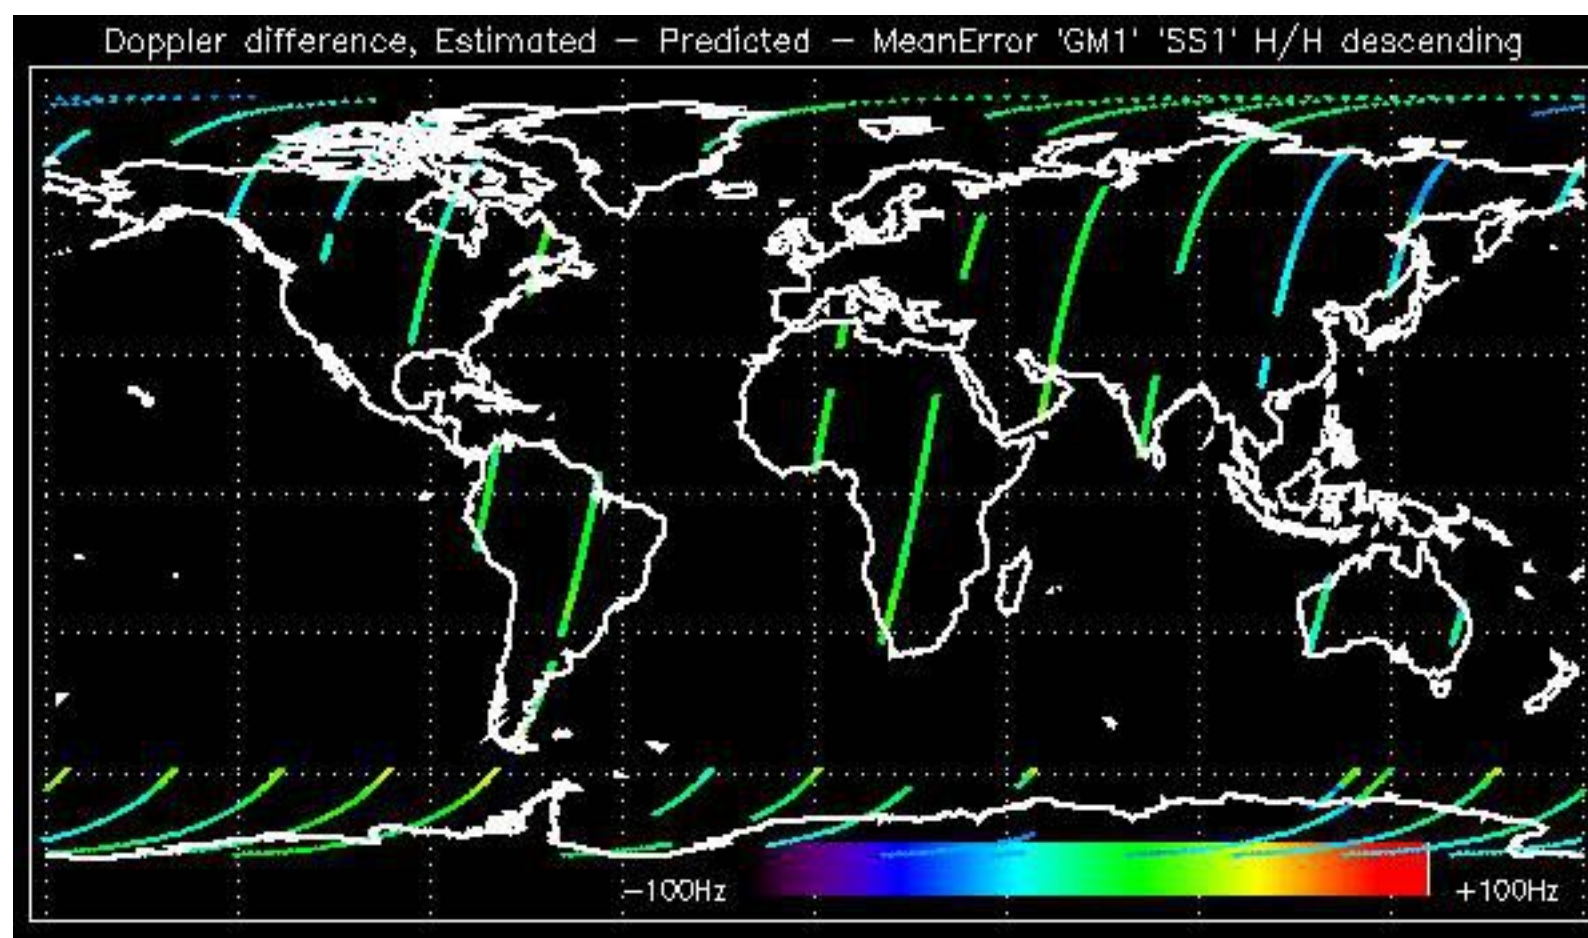 Doppler difference, Estimated – Predicted – MeanError 'GM1' 'SS1' H/H descending
–100Hz +100Hz